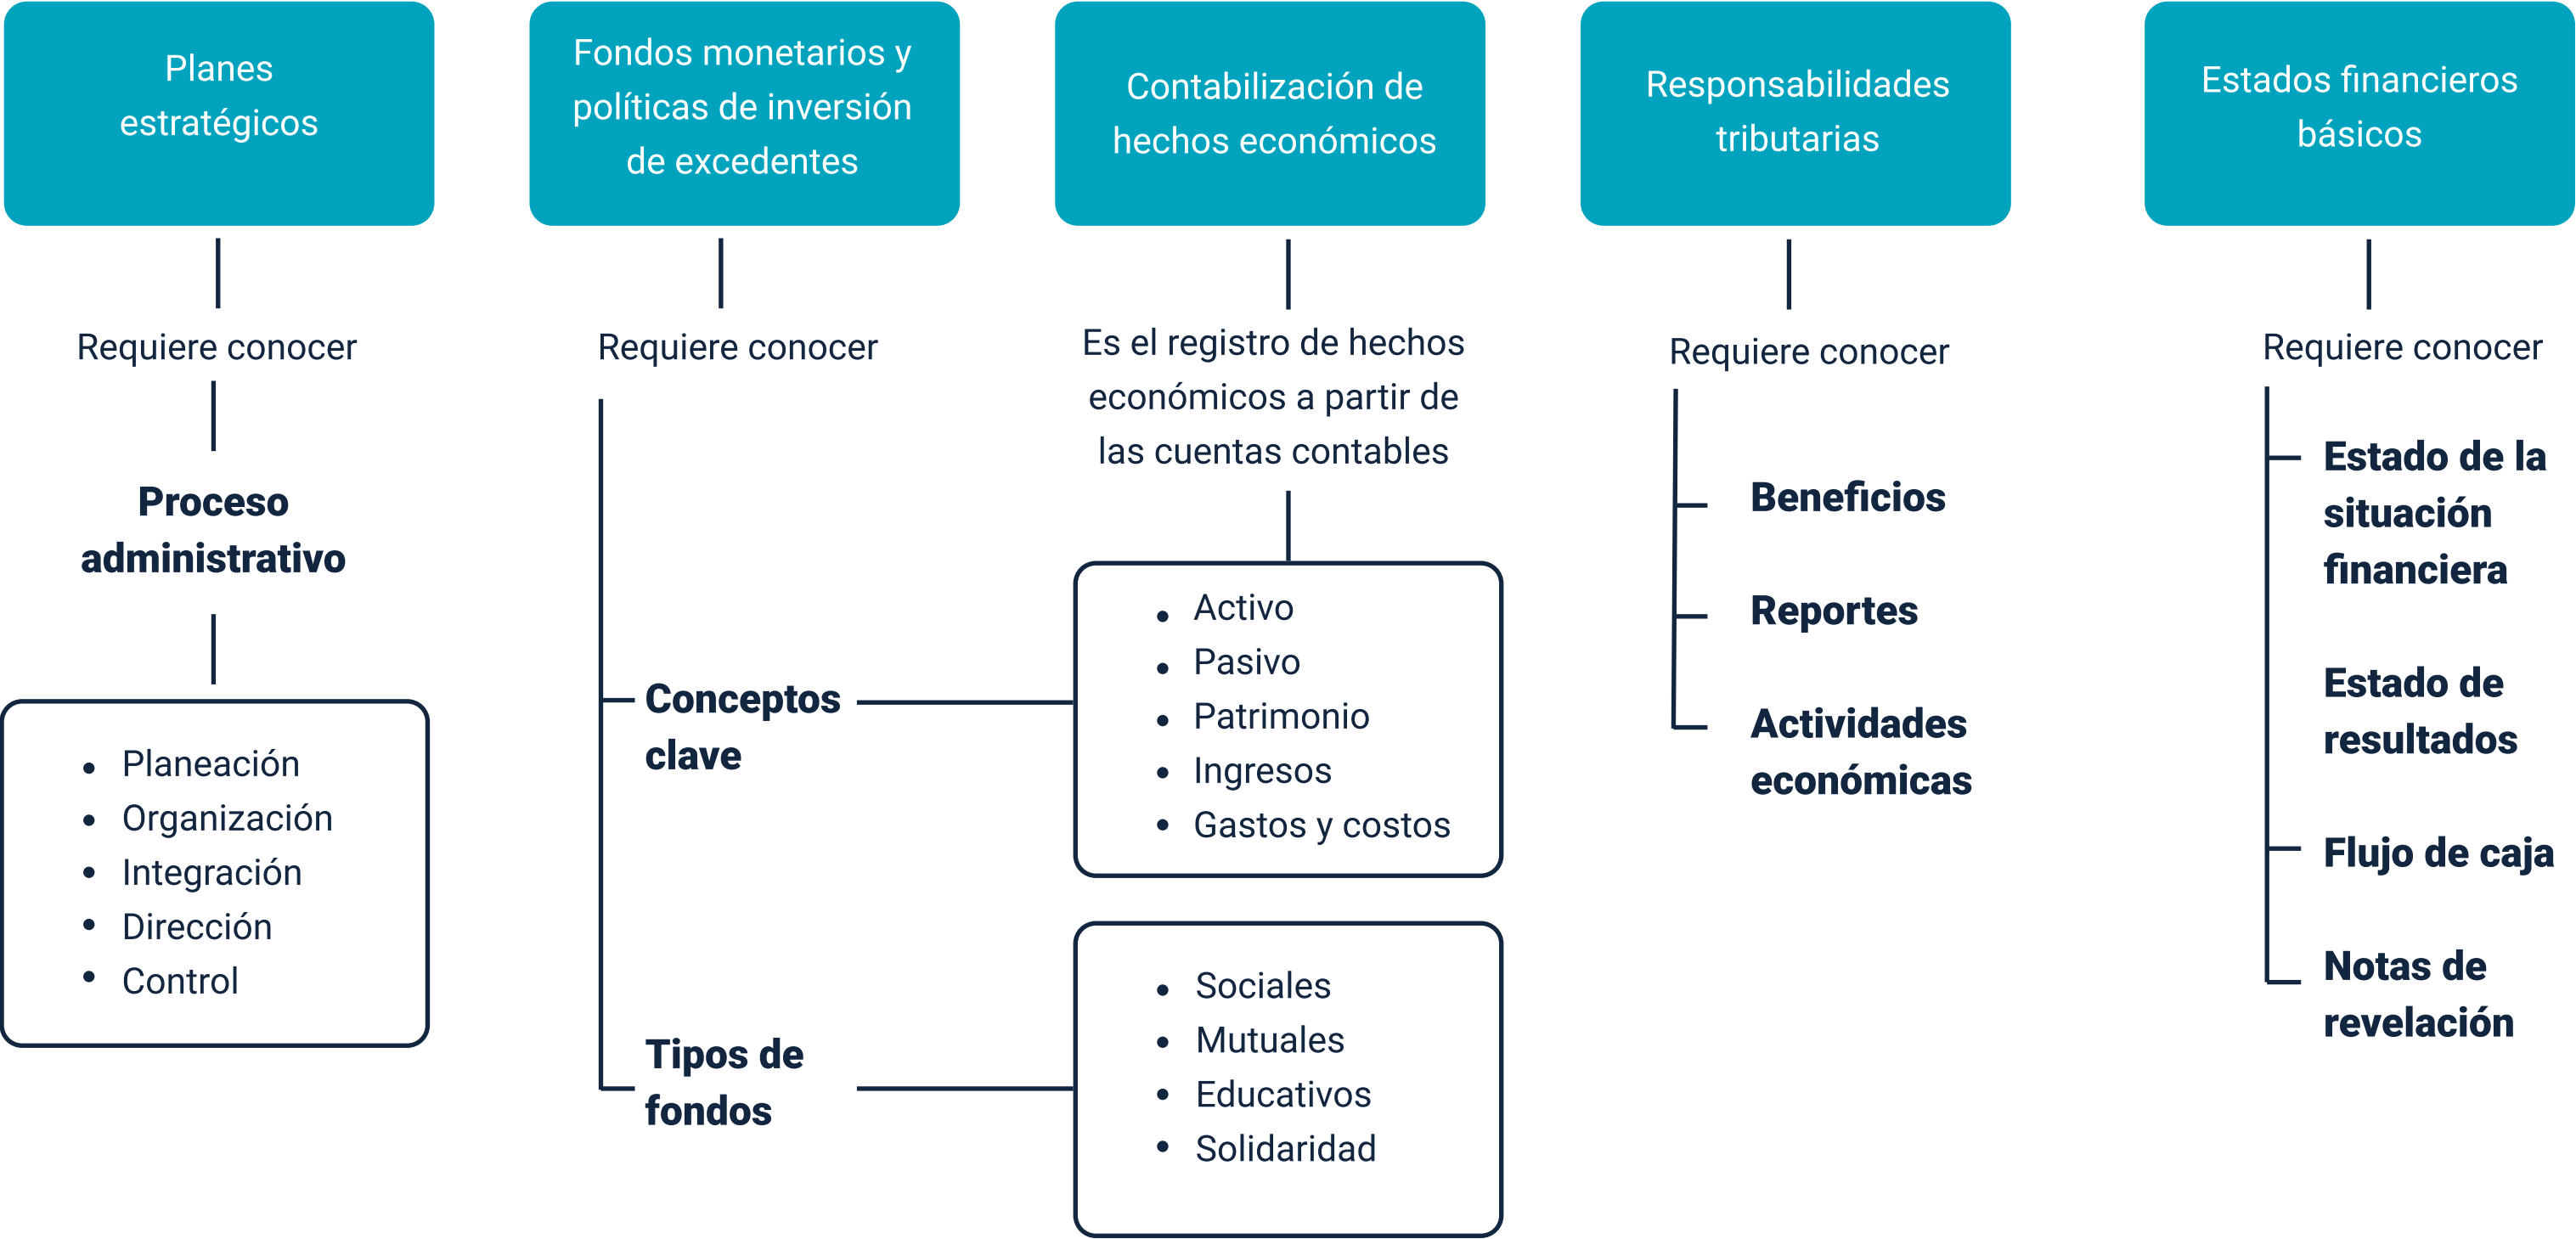 Planes
estratégicos
Requiere conocer
Proceso
administrativo
Planeación
Organización
Integración
Dirección
Control
Fondos monetarios y
políticas de inversión
de excedentes
Requiere conocer
Conceptos
clave
Tipos de
fondos
Contabilización de
hechos económicos
Es el registro de hechos
económicos a partir de
las cuentas contables
Activo
Pasivo
Patrimonio
Ingresos
Gastos y costos
Sociales
Mutuales
Educativos
Solidaridad
Responsabilidades
tributarias
Requiere conocer
Beneficios
Reportes
Actividades
económicas
Estados financieros
básicos
Requiere conocer
Estado de la
situación
financiera
Estado de
resultados
Flujo de caja
Notas de
revelación